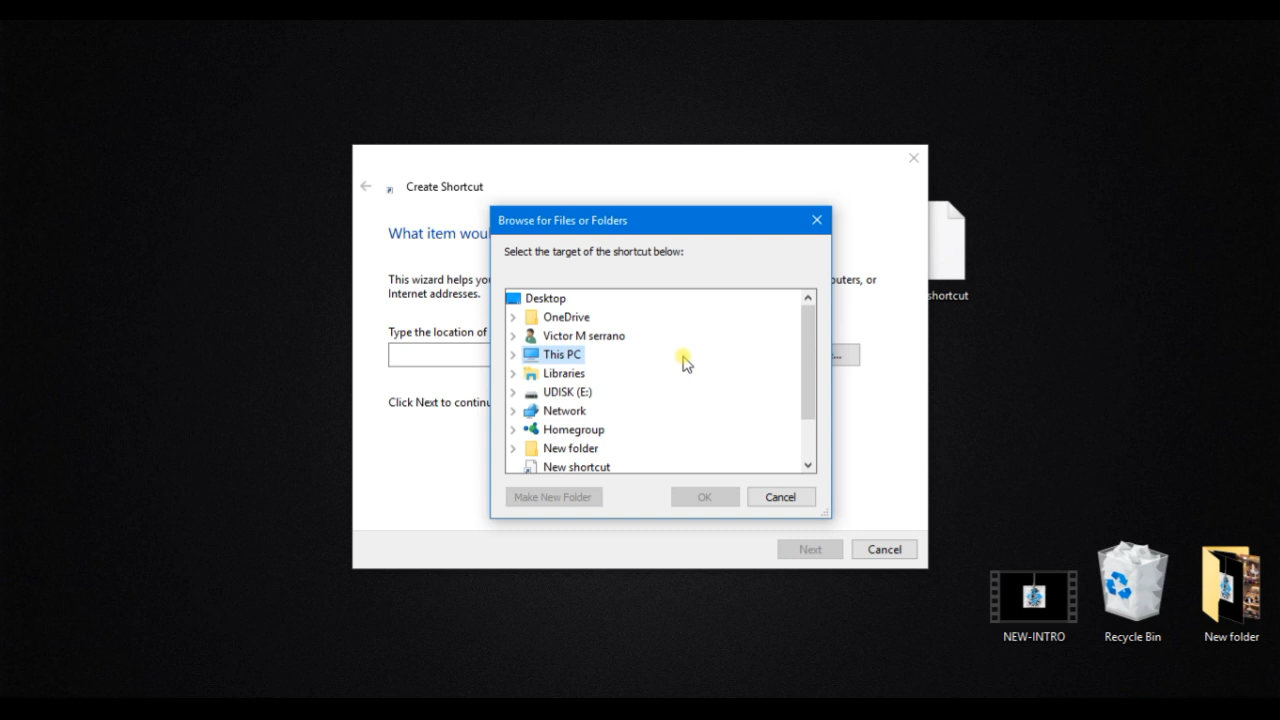 Create Shortcut
Browse for Files or Folders
What item wou
Select the target of the shortcut below:
This wizard helps yo
puters, or
Internet addresses.
Type the location of
...
Click Next to continu
Desktop
OneDrive
Victor M serrano
This PC
Libraries
UDISK (E:)
Network
Homegroup
New folder
New shortcut
Make New Folder
OK
Cancel
Next
Cancel
shortcut
NEW-INTRO
Recycle Bin
New folder